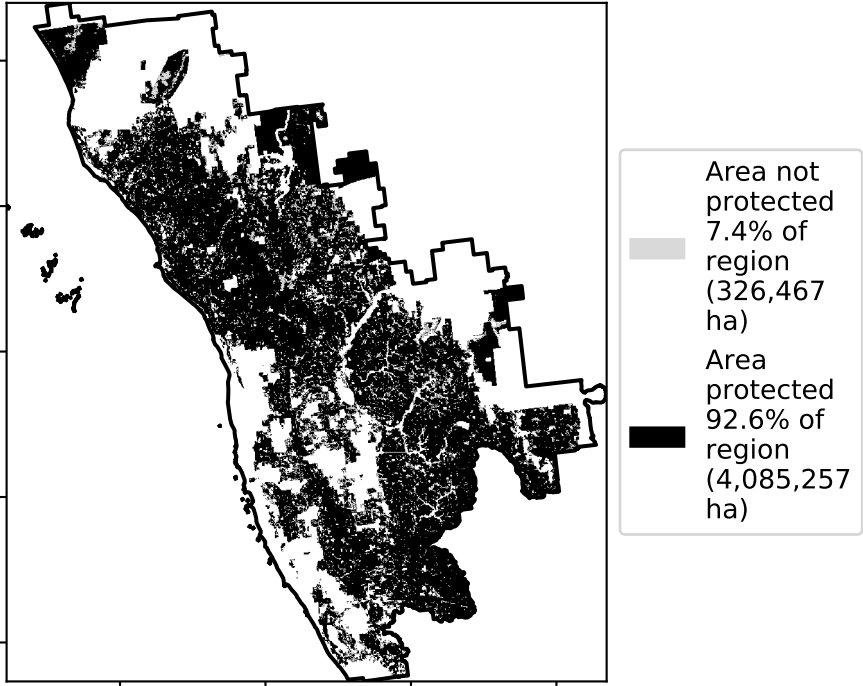 Area not
protected
7.4% of
region
(326,467
ha)
Area
protected
92.6% of
region
(4,085,257
ha)